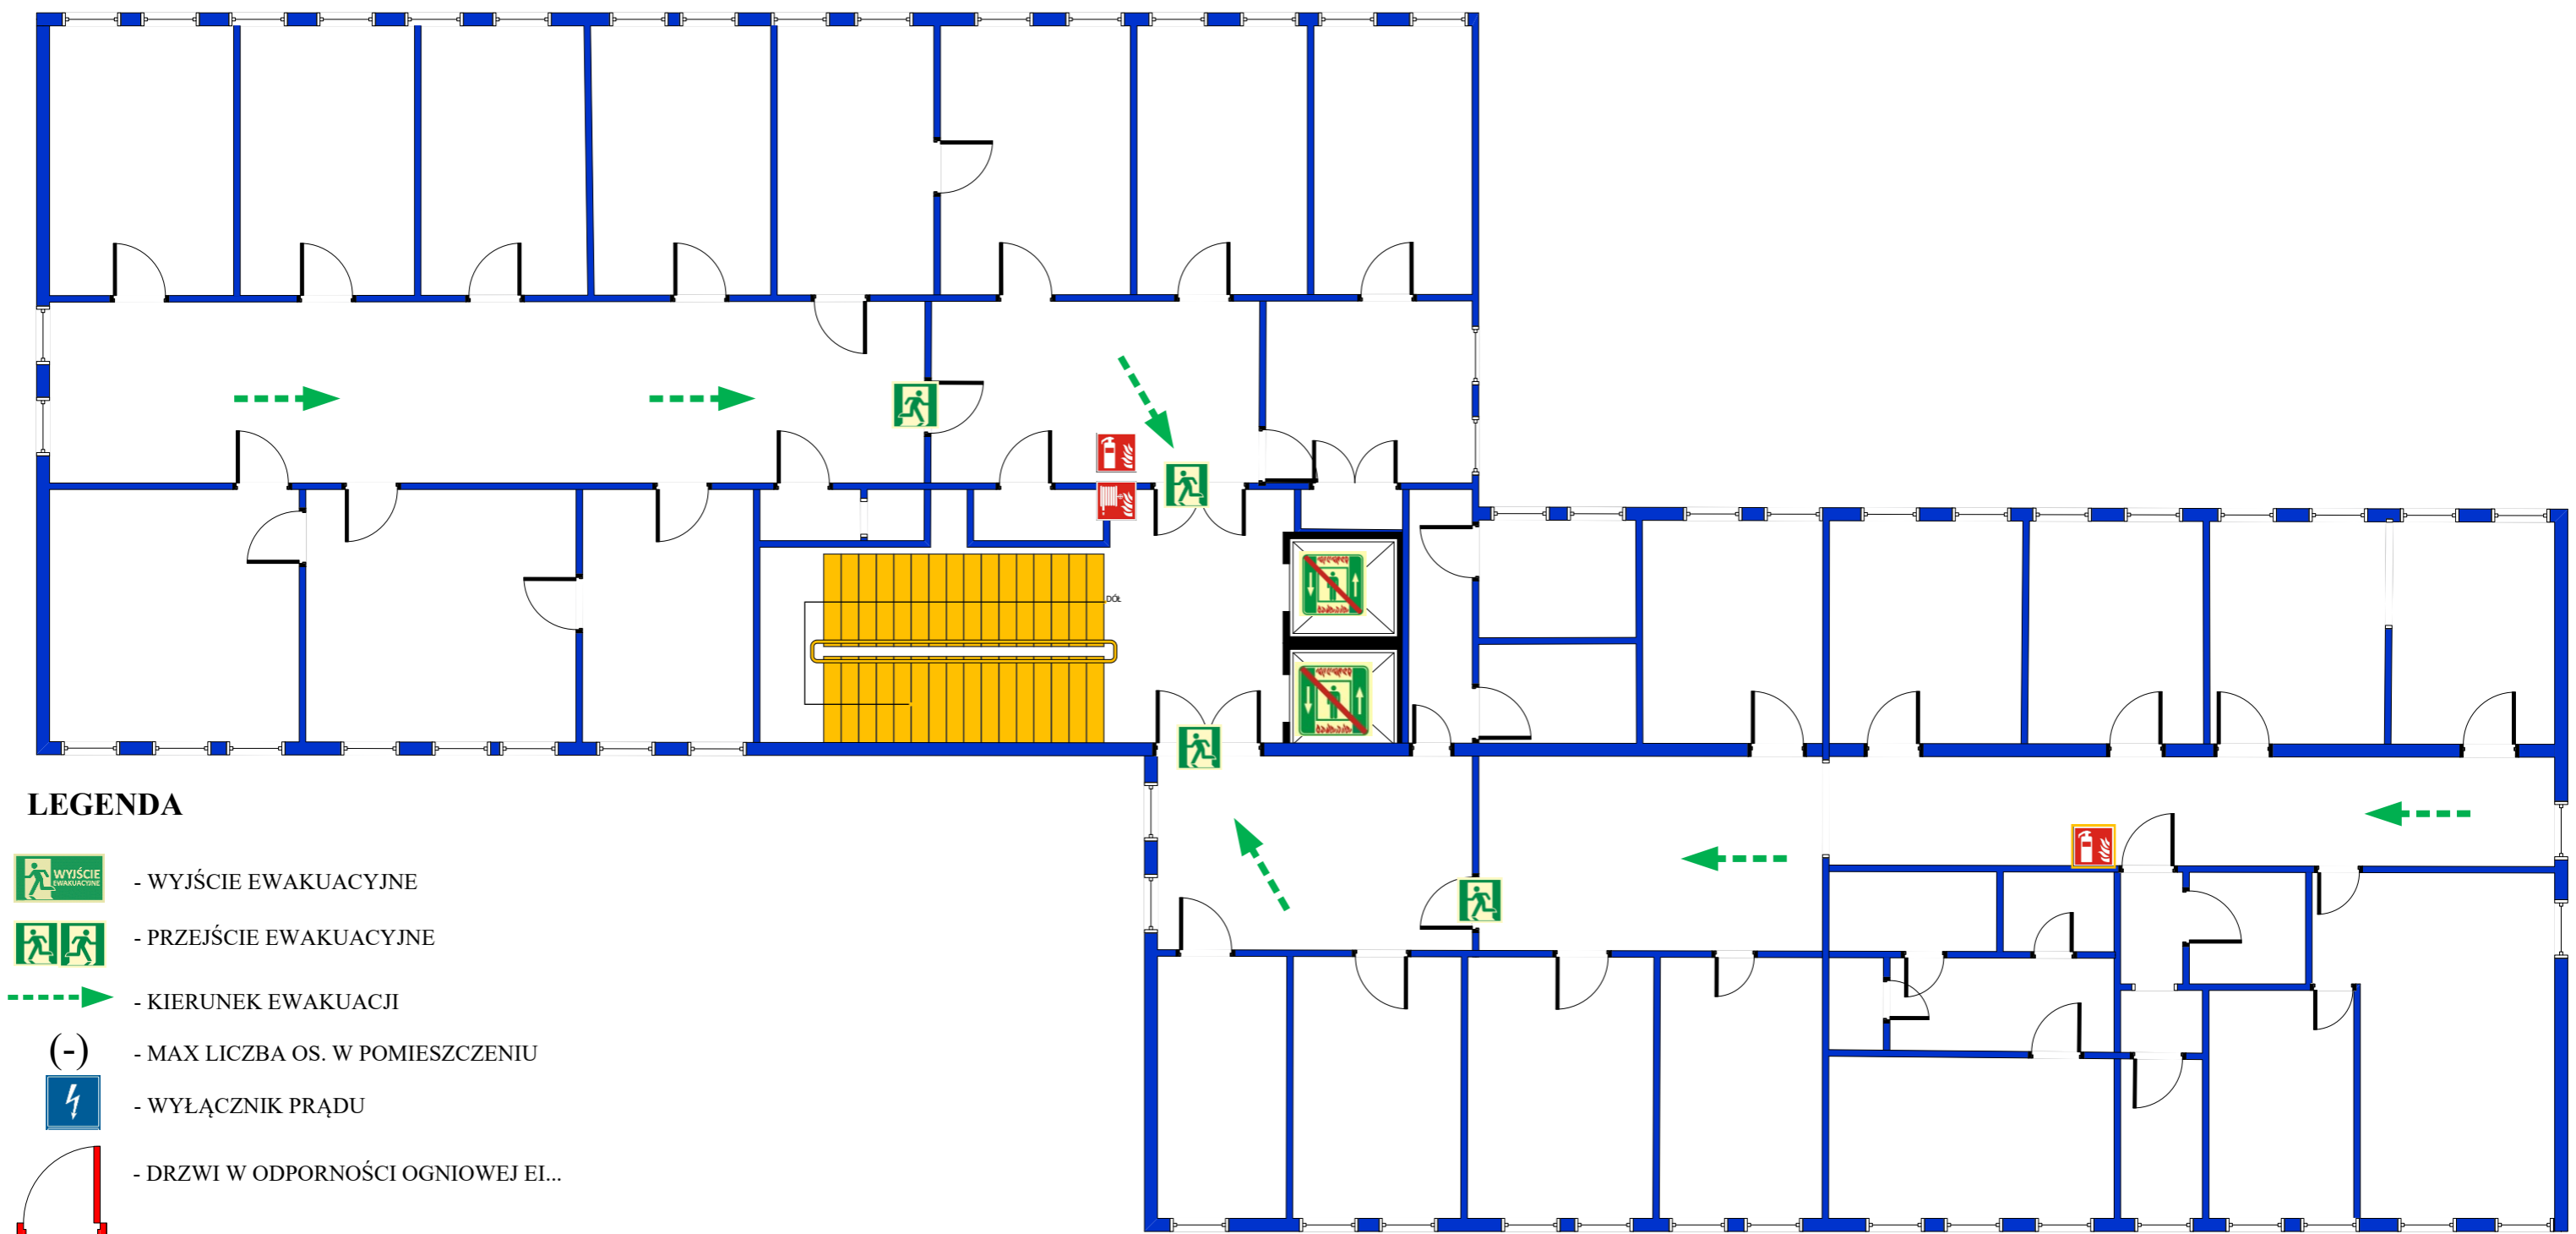 DÓŁ
LEGENDA
WYJŚCIE
EWAKUACYJNE
- WYJŚCIE EWAKUACYJNE
- PRZEJŚCIE EWAKUACYJNE
- KIERUNEK EWAKUACJI
(-) - MAX LICZBA OS. W POMIESZCZENIU
- WYŁĄCZNIK PRĄDU
- DRZWI W ODPORNOŚCI OGNIOWEJ EI...